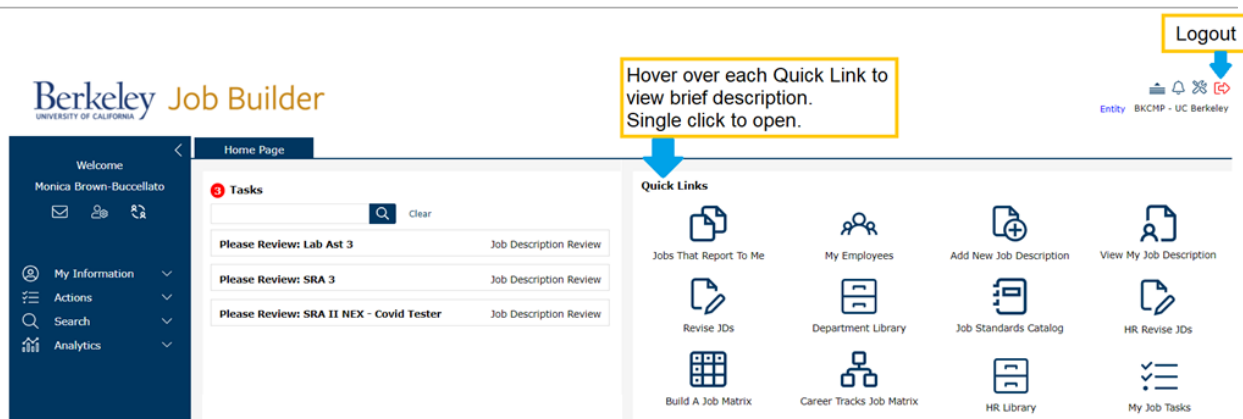 Logout
Hover over each Quick Link to
view brief description.
Single click to open.
Berkeley Job Builder
UNIVERSITY OF CALIFORNIA
Entity BKCMP - UC Berkeley
Welcome
Monica Brown-Buccellato
My Information
Actions
Search
Analytics
Home Page
3 Tasks
Clear
Please Review: Lab Ast 3 Job Description Review
Please Review: SRA 3 Job Description Review
Please Review: SRA II NEX - Covid Tester Job Description Review
Quick Links
Jobs That Report To Me My Employees Add New Job Description View My Job Description
Revise JDs Department Library Job Standards Catalog HR Revise JDs
Build A Job Matrix Career Tracks Job Matrix HR Library My Job Tasks